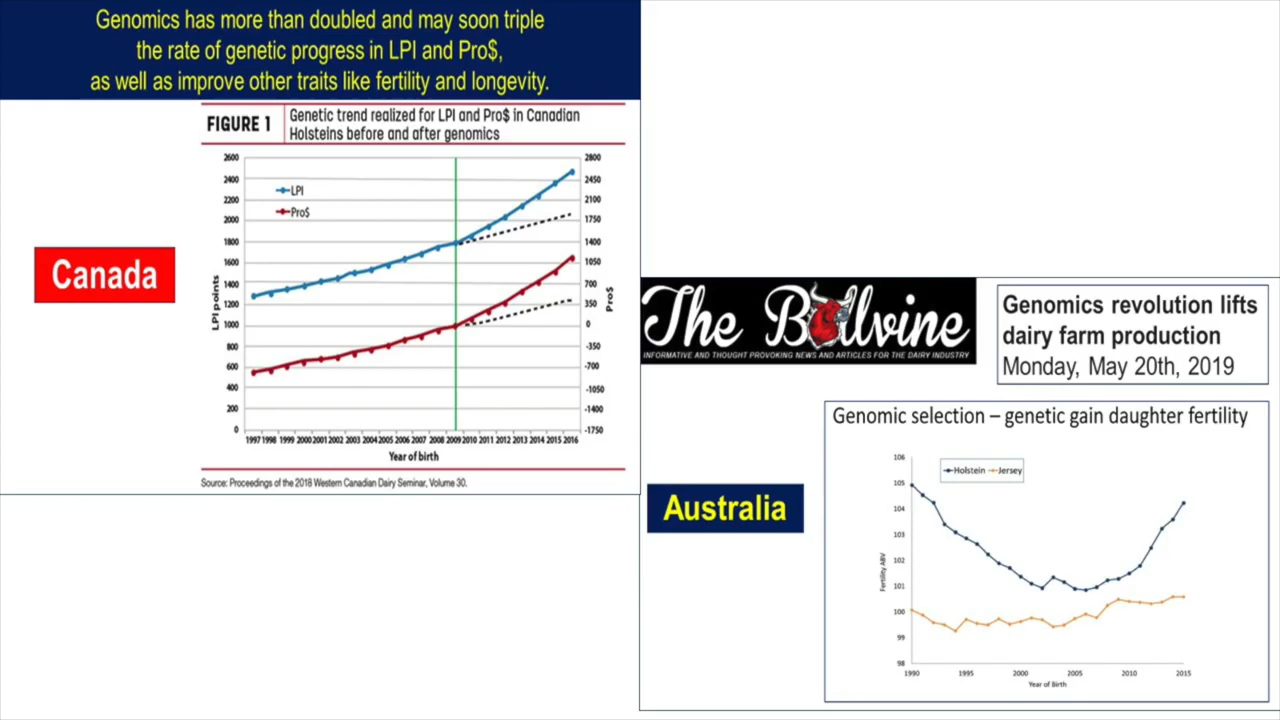 Genomics has more than doubled and may soon triple
the rate of genetic progress in LPI and Pro$,
as well as improve other traits like fertility and longevity.
FIGURE 1
Genetic trend realized for LPI and Pro$ in Canadian
Holsteins before and after genomics
Canada
2600
2400
2200
2000
1800
1600
1400
1200
1000
800
600
400
200
0
LPI points
LPI
Pro$
2800
2450
2100
1750
1400
1050
700
350
0
-350
-700
-1050
-1400
-1750
Pro$
1997 1998 1999 2000 2001 2002 2003 2004 2005 2006 2007 2008 2009 2010 2011 2012 2013 2014 2015 2016
Year of birth
Source: Proceedings of the 2018 Western Canadian Dairy Seminar, Volume 30.
The Bullvine
INFORMATIVE AND THOUGHT PROVOKING NEWS AND ARTICLES FOR THE DAIRY INDUSTRY
Genomics revolution lifts
dairy farm production
Monday, May 20th, 2019
Australia
Genomic selection – genetic gain daughter fertility
Holstein Jersey
106
105
104
103
102
101
100
99
98
Fertility ABV
1990 1995 2000 2005 2010 2015
Year of Birth